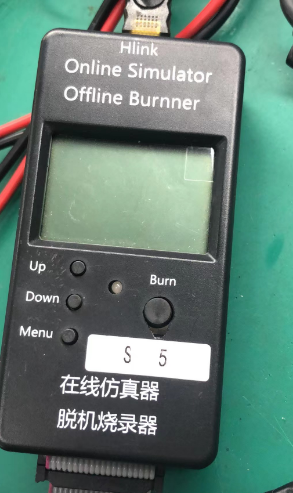 Hlink
Online Simulator
Offline Burnner
Up
Burn
Down
Menu
S 5
在线仿真器
脱机烧录器